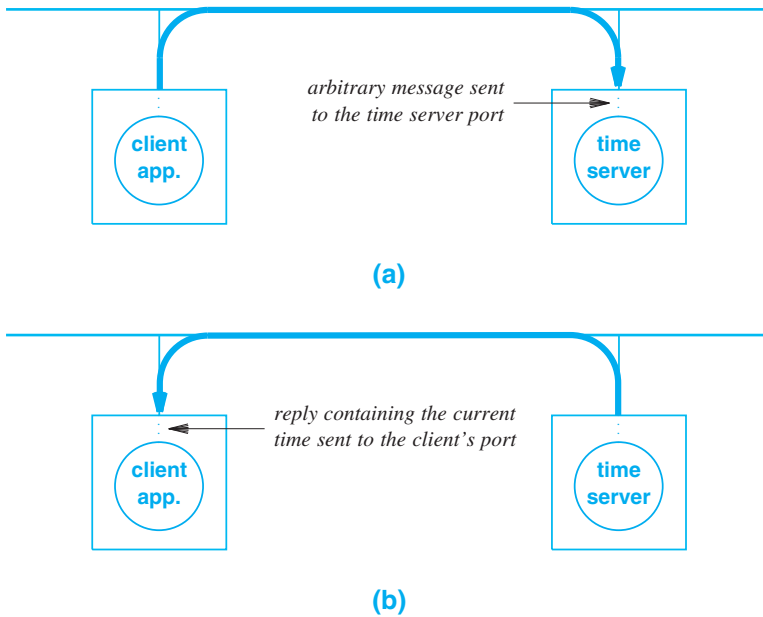 arbitrary message sent
to the time server port
client
app.
time
server
(a)
reply containing the current
time sent to the client's port
client
app.
time
server
(b)